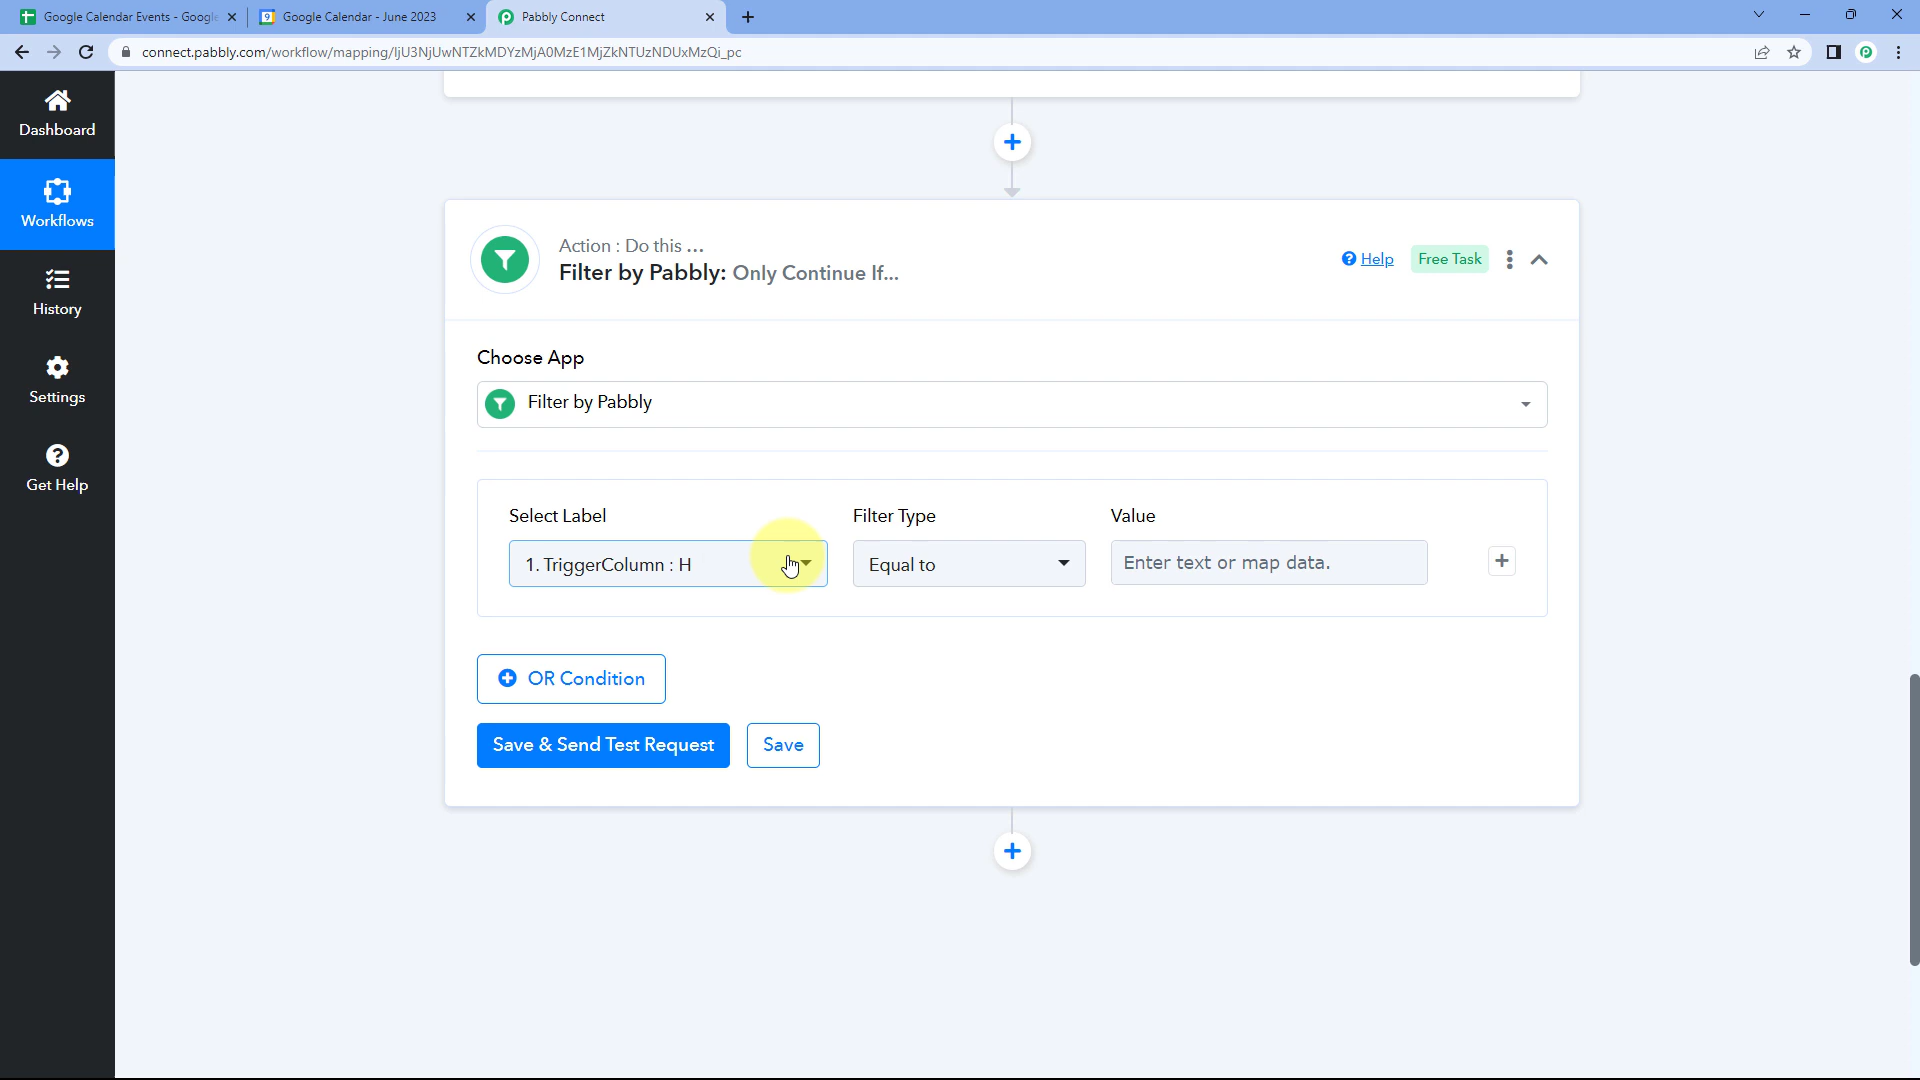 Google Calendar Events - Google
Google Calendar - June 2023
Pabbly Connect
connect.pabbly.com/workflow/mapping/IjU3NjUwNTZkMDYzMjA0MzE1MjZkNTUzNDUxMzQi_pc
Dashboard
Workflows
History
Settings
Get Help
Action : Do this ...
Filter by Pabbly: Only Continue If...
Help
Free Task
Choose App
Filter by Pabbly
Select Label
Filter Type
Value
1. TriggerColumn : H
Equal to
Enter text or map data.
OR Condition
Save & Send Test Request
Save